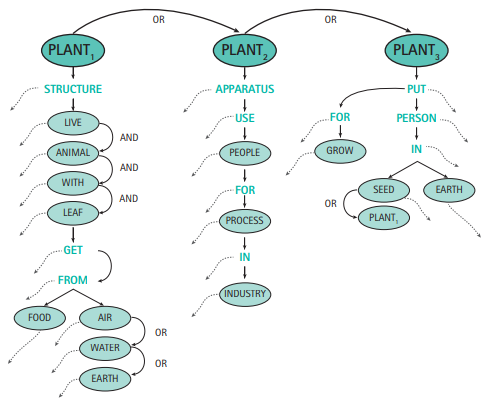 OR
OR
PLANT1
PLANT2
PLANT3
STRUCTURE
LIVE
AND
ANIMAL
AND
WITH
AND
LEAF
GET
FROM
FOOD
AIR
OR
WATER
OR
EARTH
APPARATUS
USE
PEOPLE
FOR
PROCESS
IN
INDUSTRY
PUT
FOR
PERSON
GROW
IN
SEED
EARTH
OR
PLANT1